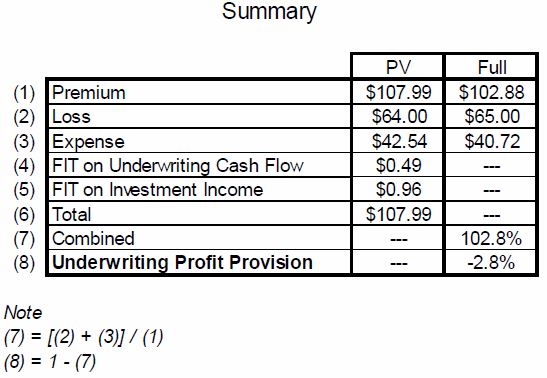 Summary
PV Full
(1) Premium $107.99 $102.88
(2) Loss $64.00 $65.00
(3) Expense $42.54 $40.72
(4) FIT on Underwriting Cash Flow $0.49 ---
(5) FIT on Investment Income $0.96 ---
(6) Total $107.99 ---
(7) Combined --- 102.8%
(8) Underwriting Profit Provision --- -2.8%
Note
(7) = [(2) + (3)] / (1)
(8) = 1 - (7)